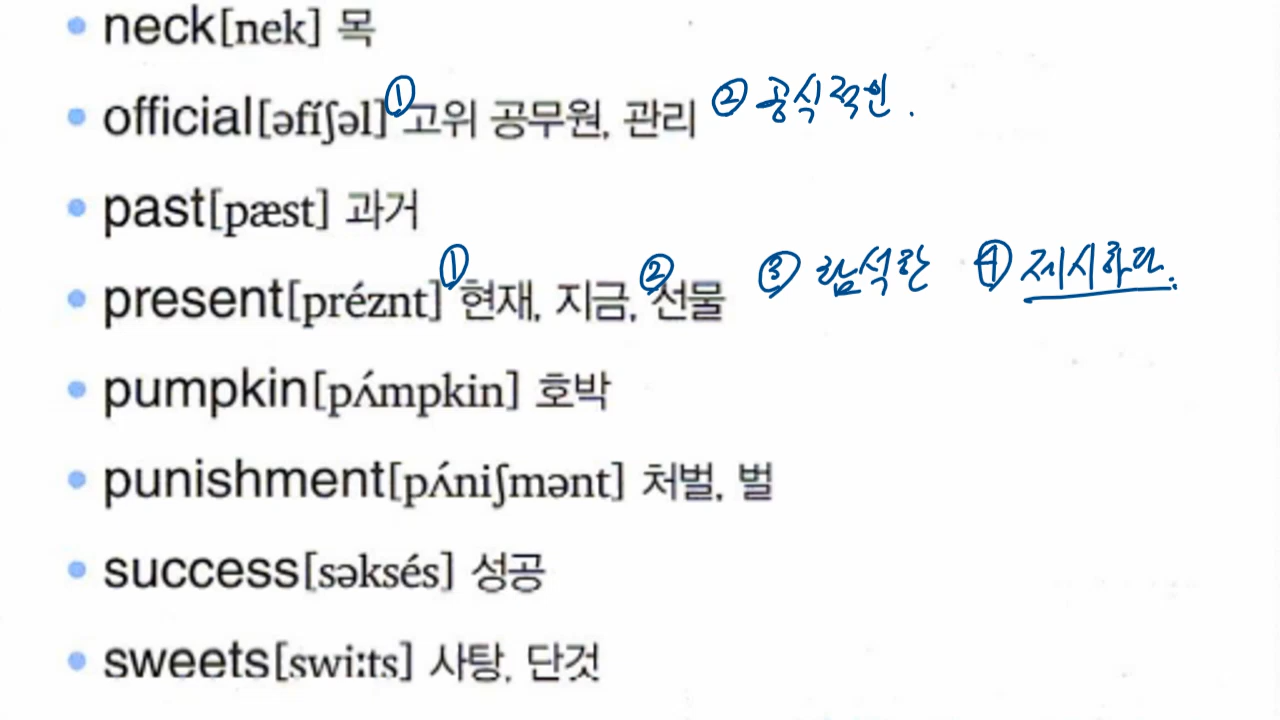 • neck[nek] 목
• official[əfíʃəl] ①고위 공무원, 관리 ② 공식적인.
• past[pæst] 과거
• present[préznt] ①현재, 지금, ②선물 ③ 참석한 ④ 제시하다.
• pumpkin[pʌ́mpkin] 호박
• punishment[pʌ́niʃmənt] 처벌, 벌
• success[səksés] 성공
• sweets[swi:ts] 사탕, 단것